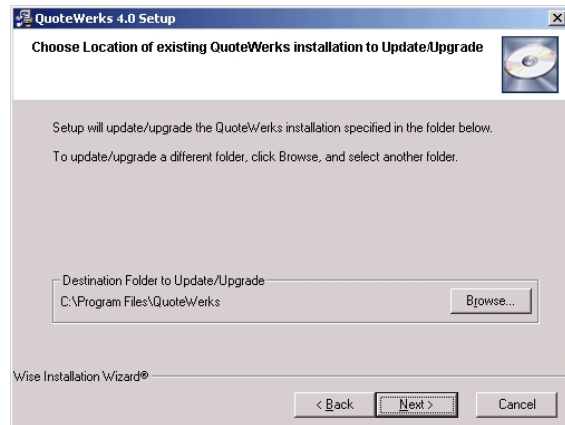 QuoteWerks 4.0 Setup
Choose Location of existing QuoteWerks installation to Update/Upgrade
Setup will update/upgrade the QuoteWerks installation specified in the folder below.
To update/upgrade a different folder, click Browse, and select another folder.
Destination Folder to Update/Upgrade
C:\Program Files\QuoteWerks
Browse...
Wise Installation Wizard®
< Back
Next >
Cancel